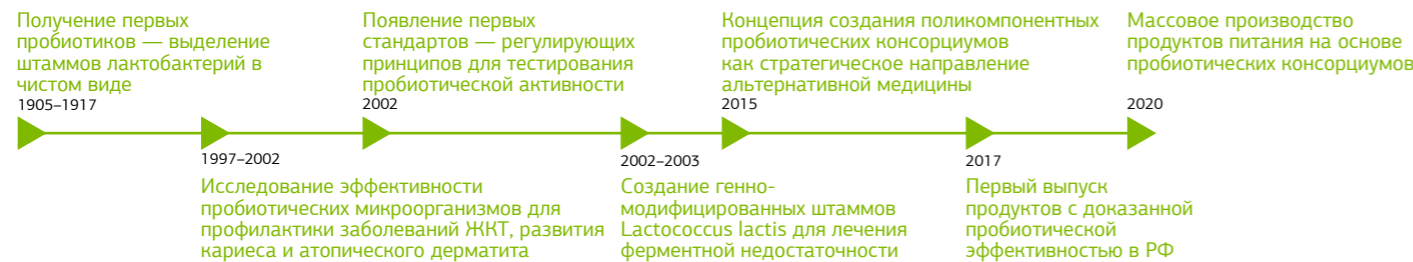 Получение первых
пробиотиков — выделение
штаммов лактобактерий в
чистом виде
1905–1917
Появление первых
стандартов — регулирующих
принципов для тестирования
пробиотической активности
2002
Концепция создания поликомпонентных
пробиотических консорциумов
как стратегическое направление
альтернативной медицины
2015
Массовое производство
продуктов питания на основе
пробиотических консорциумов
2020
1997–2002
Исследование эффективности
пробиотических микроорганизмов для
профилактики заболеваний ЖКТ, развития
кариеса и атопического дерматита
2002–2003
Создание генно-
модифицированных штаммов
Lactococcus lactis для лечения
ферментной недостаточности
2017
Первый выпуск
продуктов с доказанной
пробиотической
эффективностью в РФ